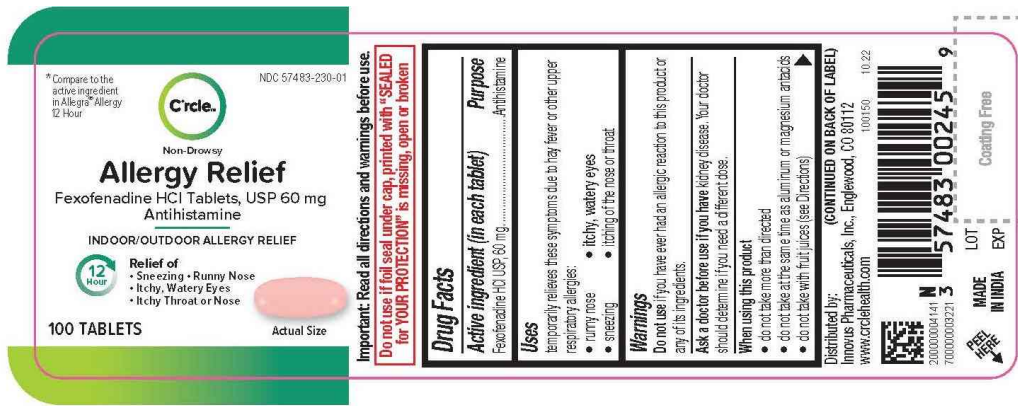 *Compare to the
active ingredient
in Allegra® Allergy
12 Hour
NDC 57483-230-01
C'rcle™
Non-Drowsy
Allergy Relief
Fexofenadine HCl Tablets, USP 60 mg
Antihistamine
INDOOR/OUTDOOR ALLERGY RELIEF
12
Hour
Relief of
• Sneezing • Runny Nose
• Itchy, Watery Eyes
• Itchy Throat or Nose
100 TABLETS
Actual Size
Important: Read all directions and warnings before use.
Do not use if foil seal under cap, printed with “SEALED
for YOUR PROTECTION” is missing, open or broken
Drug Facts
Active ingredient (in each tablet) Purpose
Fexofenadine HCl USP, 60 mg..............................Antihistamine
Uses
temporarily relieves these symptoms due to hay fever or other upper
respiratory allergies:
• runny nose • itchy, watery eyes
• sneezing • itching of the nose or throat
Warnings
Do not use if you have ever had an allergic reaction to this product or
any of its ingredients.
Ask a doctor before use if you have kidney disease. Your doctor
should determine if you need a different dose.
When using this product
• do not take more than directed
• do not take at the same time as aluminum or magnesium antacids
• do not take with fruit juices (see Directions)
(CONTINUED ON BACK OF LABEL)
Distributed by:
Innovus Pharmaceuticals, Inc., Englewood, CO 80112
www.crclehealth.com 100150 10 22
200000004141
700000003221
N
3 57483 00245 9
PEEL
HERE
MADE
IN INDIA
LOT
EXP
Coating Free